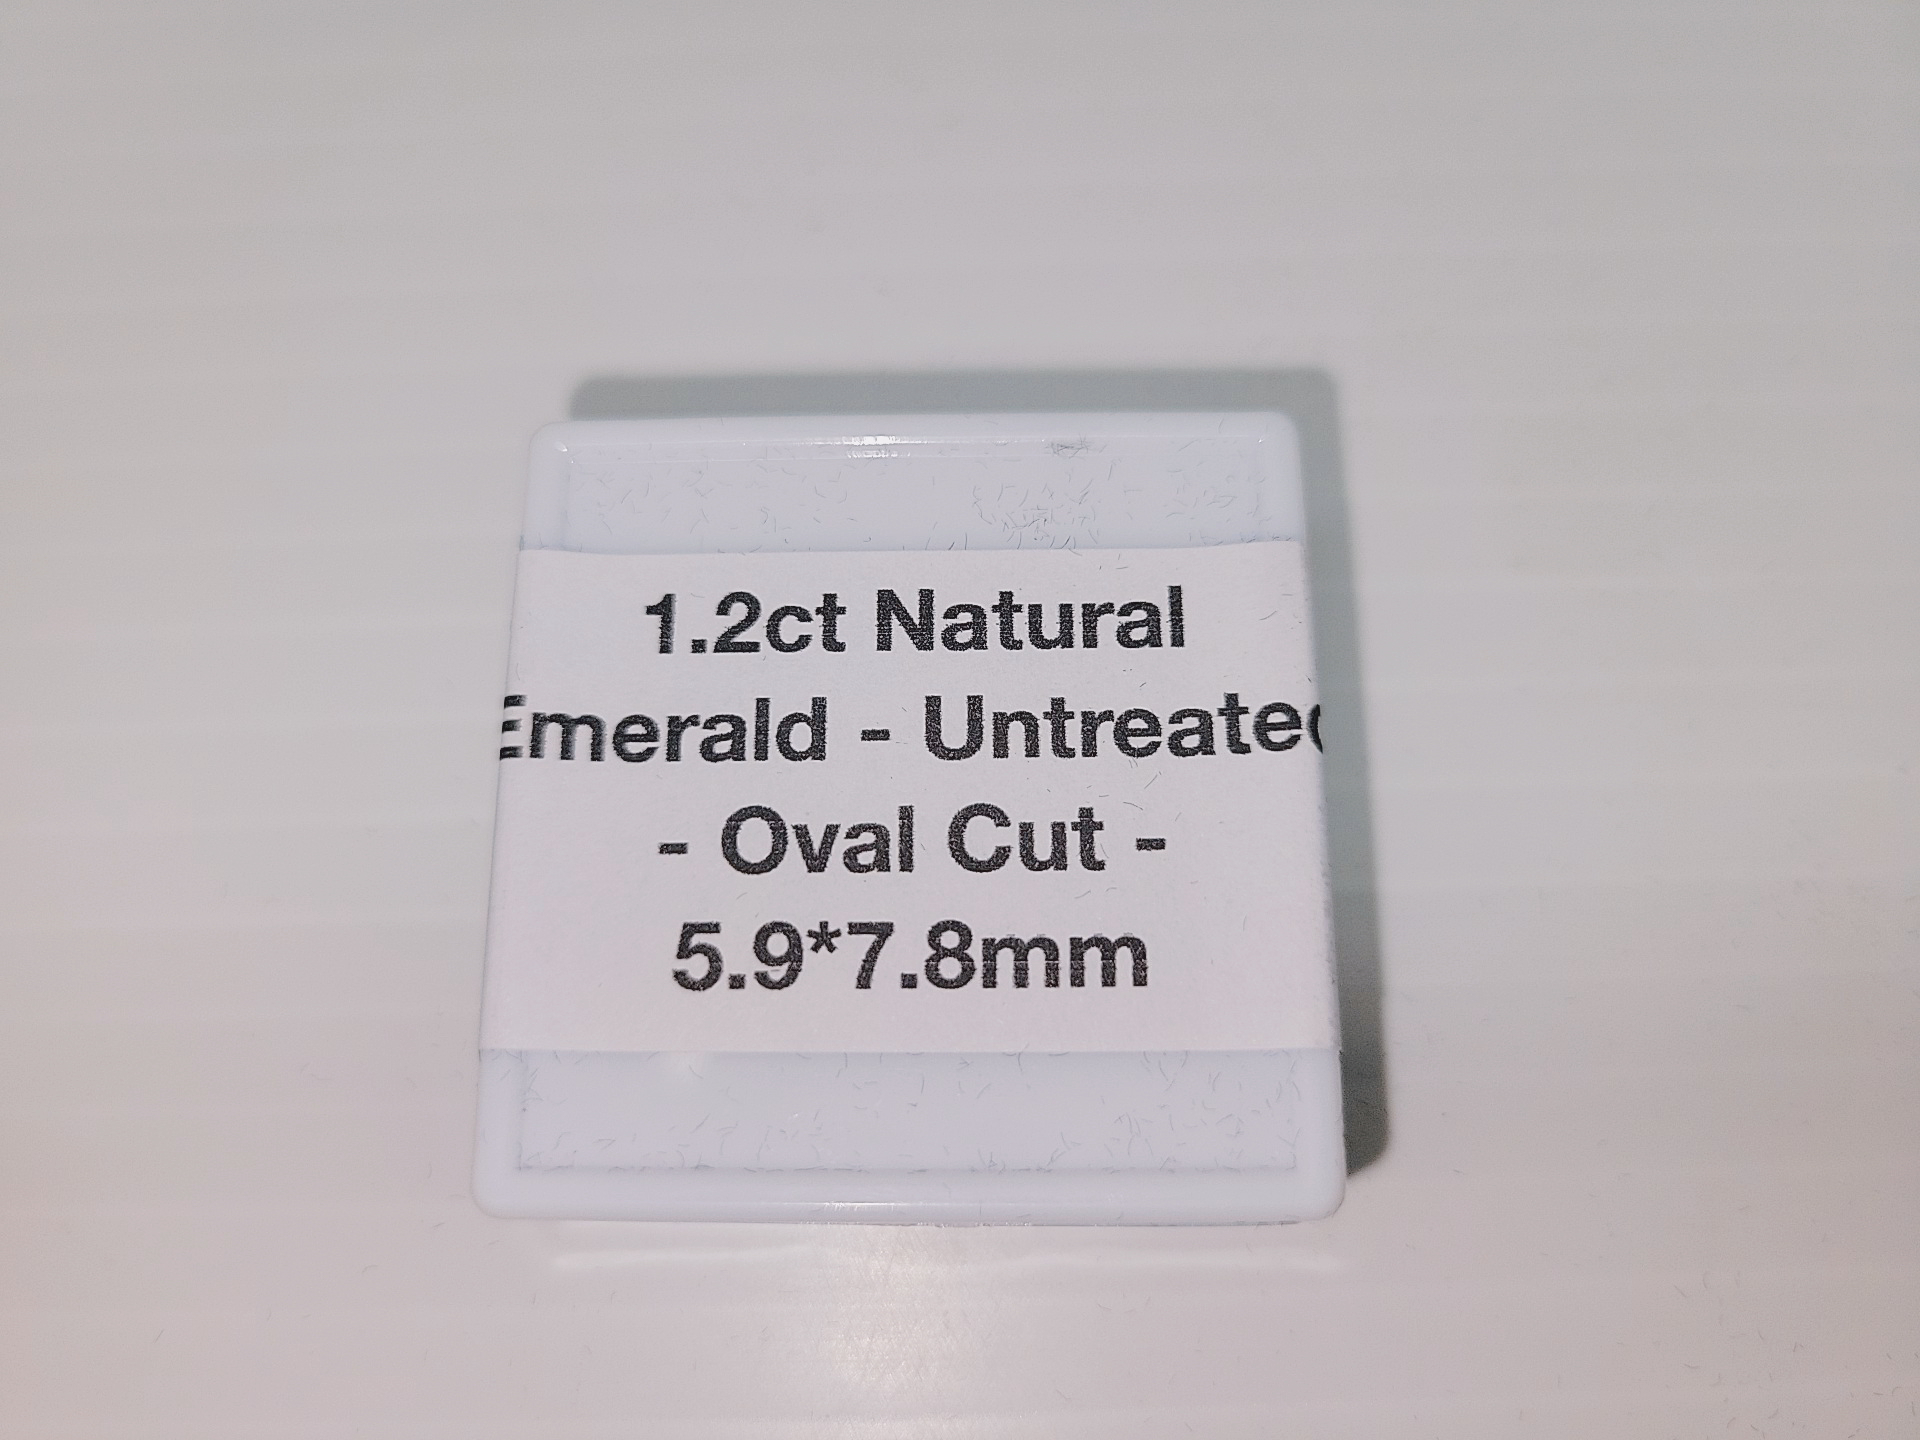 1.2ct Natural
Emerald - Untreated
- Oval Cut -
5.9*7.8mm